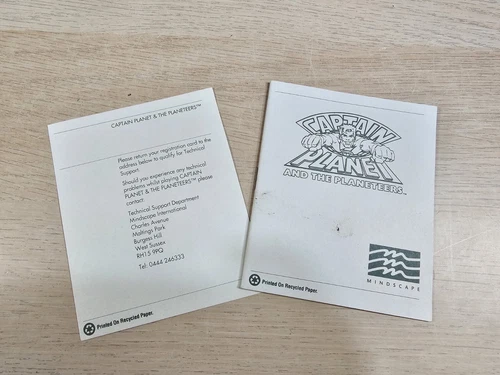 CAPTAIN PLANET & THE PLANETEERS™
Please return your registration card to the
address below to qualify for Technical
Support.
Should you experience any technical
problems whilst playing CAPTAIN
PLANET & THE PLANETEERS™ please
contact:
Technical Support Department
Mindscape International
Charles Avenue
Maltings Park
Burgess Hill
West Sussex
RH15 9PQ
Tel: 0444 246333
Printed On Recycled Paper.
CAPTAIN
PLANET
AND THE PLANETEERS.
MINDSCAPE
Printed On Recycled Paper.